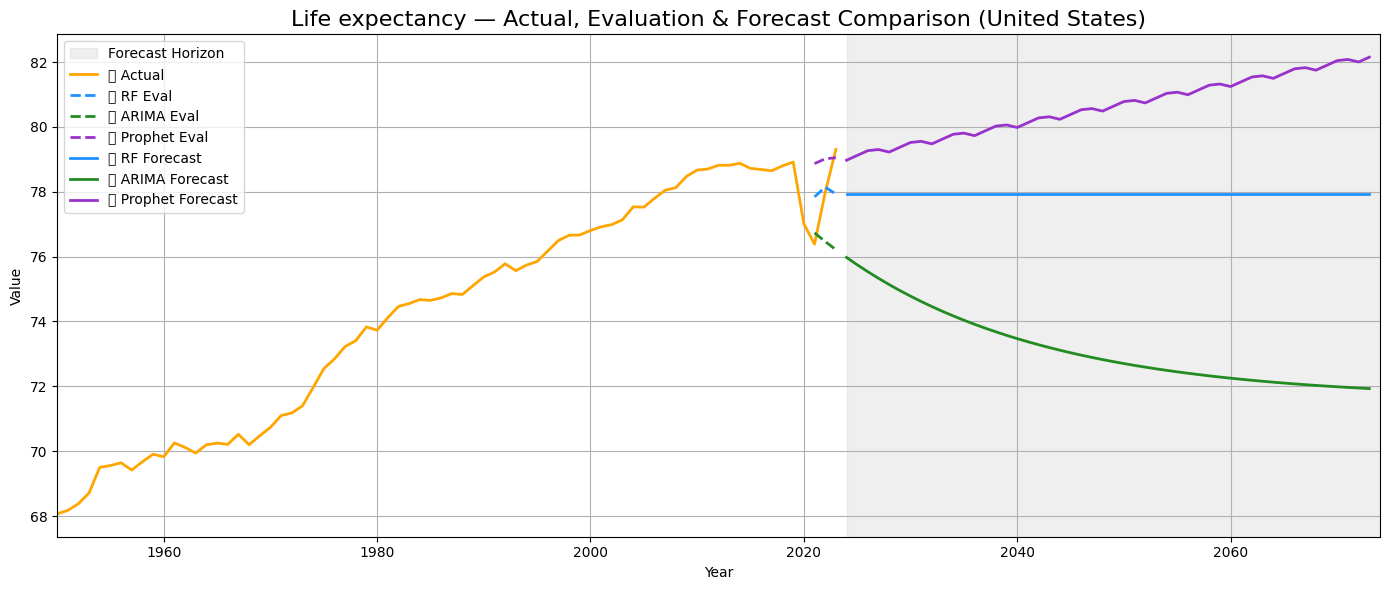 Life expectancy — Actual, Evaluation & Forecast Comparison (United States)
Forecast Horizon
Actual
RF Eval
ARIMA Eval
Prophet Eval
RF Forecast
ARIMA Forecast
Prophet Forecast
Value
82
80
78
76
74
72
70
68
1960
1980
2000
2020
2040
2060
Year